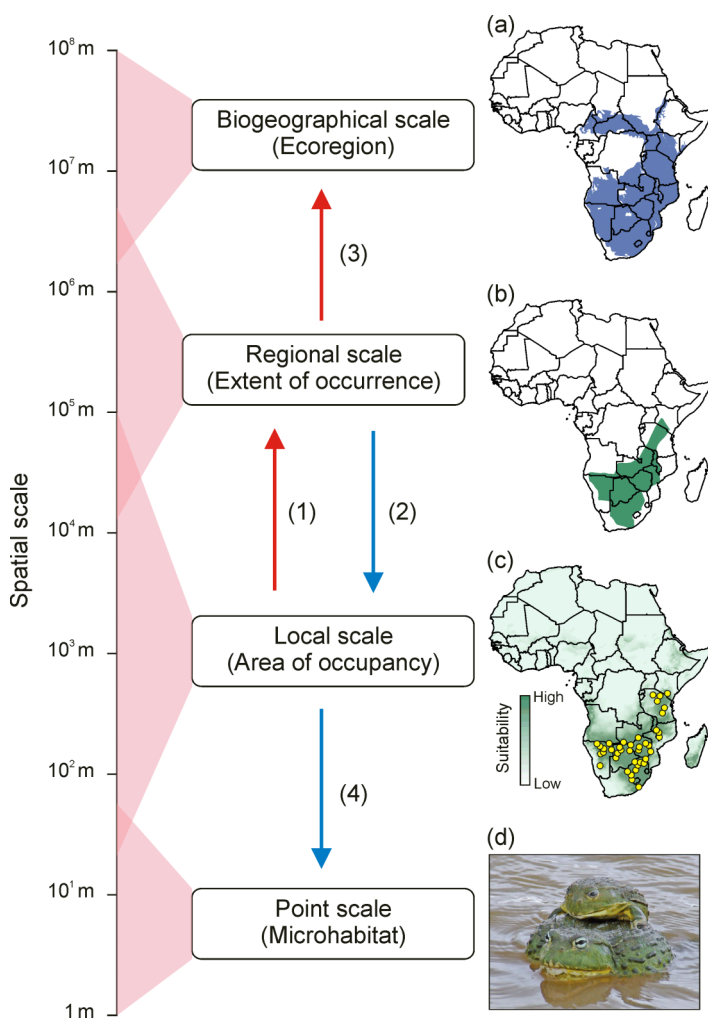 Spatial scale
10⁸ m
10⁷ m
10⁶ m
10⁵ m
10⁴ m
10³ m
10² m
10¹ m
1 m
Biogeographical scale
(Ecoregion)
(3)
Regional scale
(Extent of occurrence)
(1)
(2)
Local scale
(Area of occupancy)
(4)
Point scale
(Microhabitat)
(a)
(b)
(c)
Suitability
High
Low
(d)